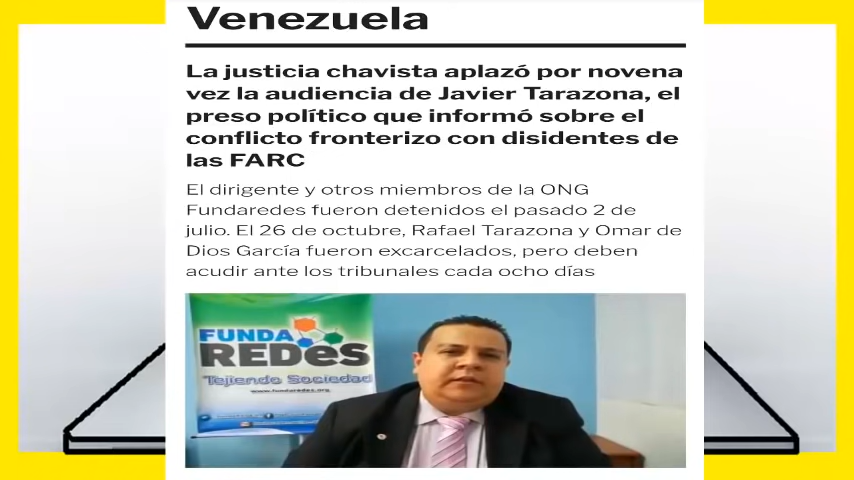 Venezuela
La justicia chavista aplazó por novena
vez la audiencia de Javier Tarazona, el
preso político que informó sobre el
conflicto fronterizo con disidentes de
las FARC
El dirigente y otros miembros de la ONG
Fundaredes fueron detenidos el pasado 2 de
julio. El 26 de octubre, Rafael Tarazona y Omar de
Dios García fueron excarcelados, pero deben
acudir ante los tribunales cada ocho días
FUNDA
REDeS
Tejiendo Sociedad
www.fundaredes.org